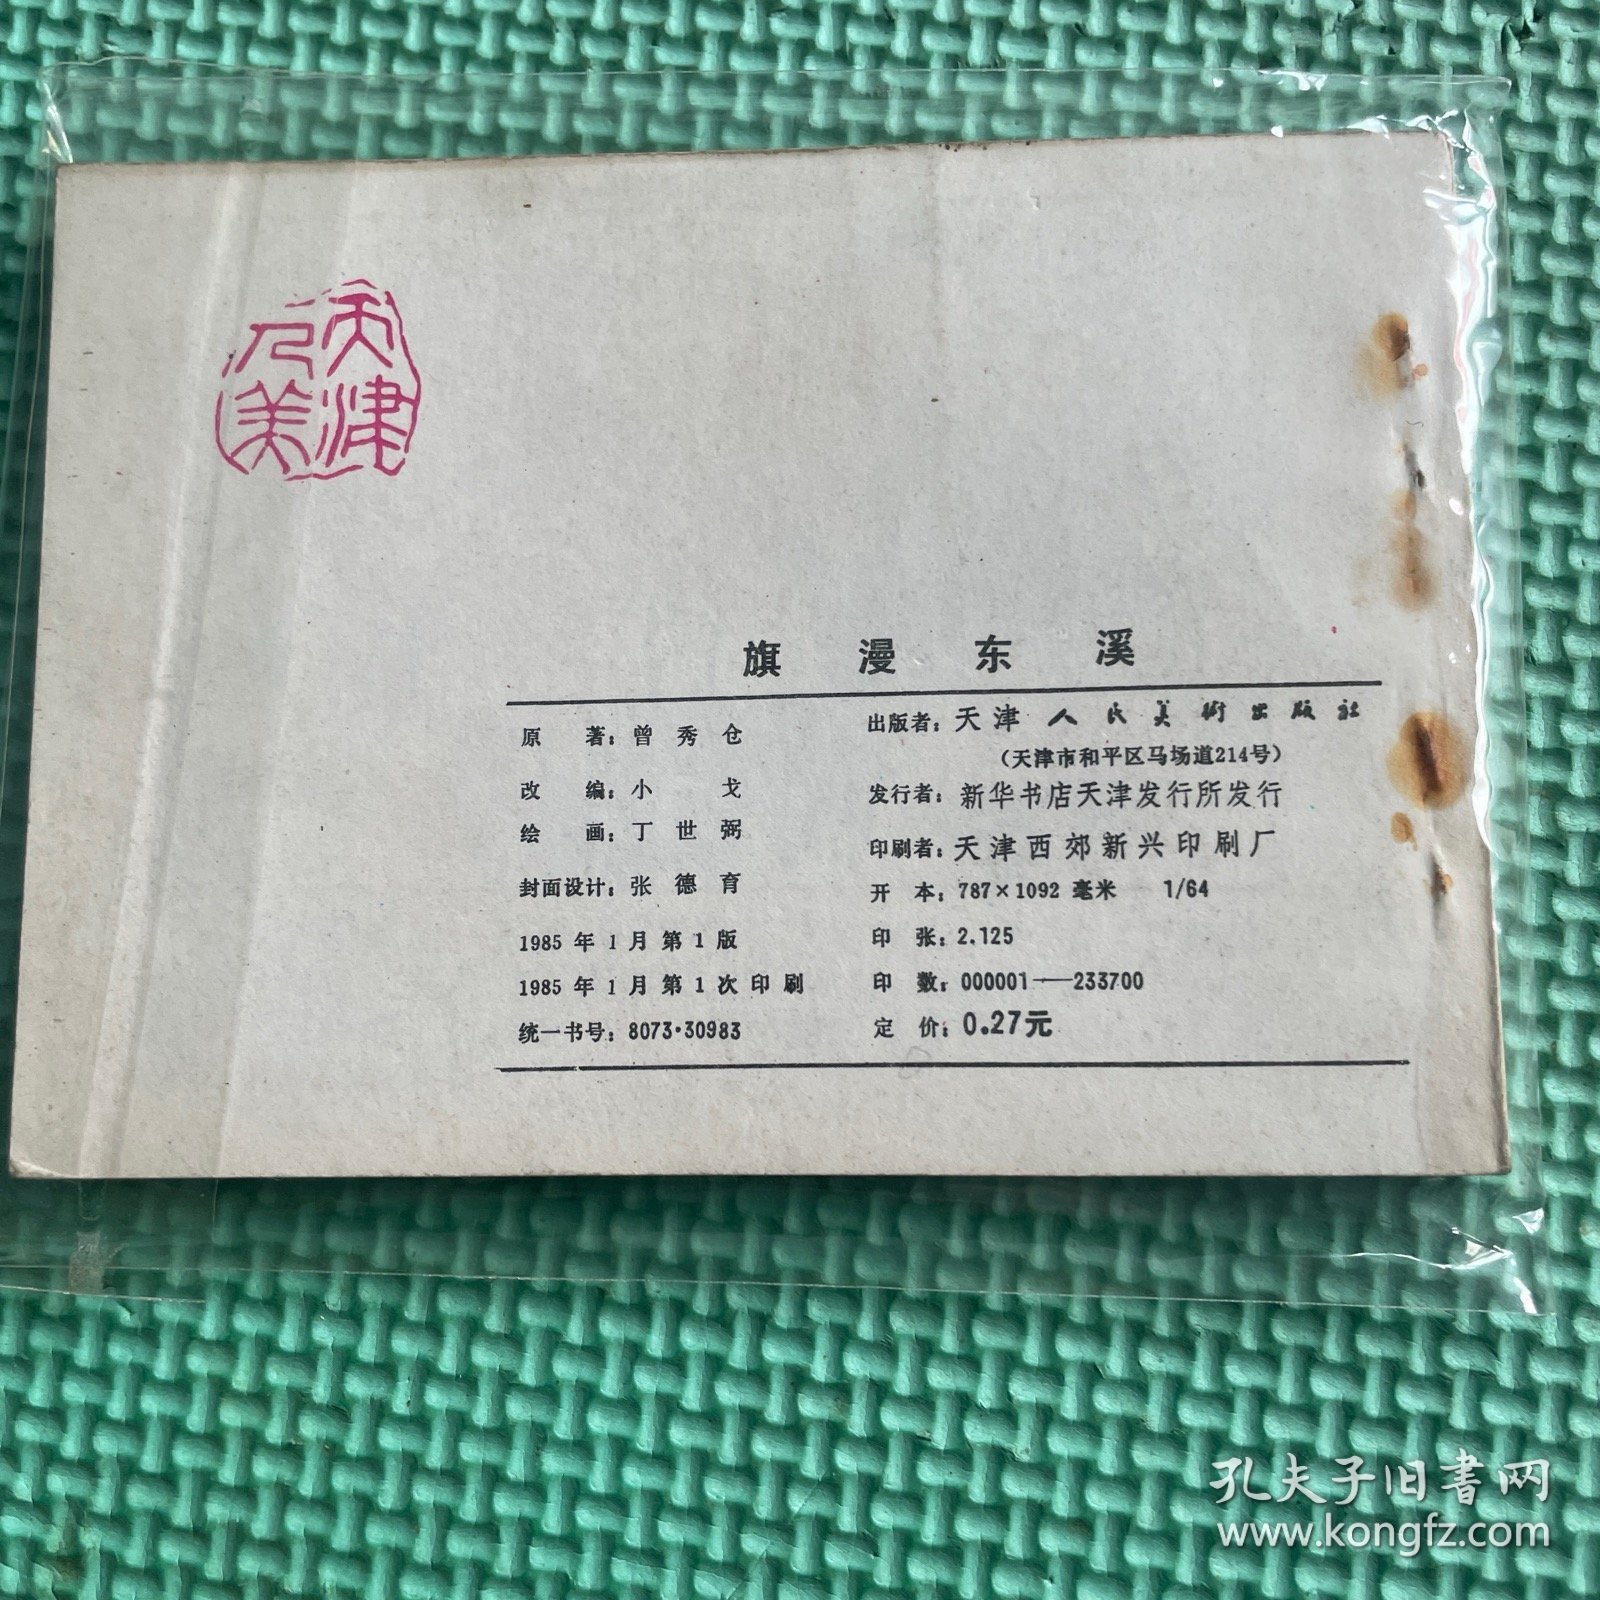 天津
人美
旗漫东溪
原著：曾秀仓
改编：小戈
绘画：丁世弼
封面设计：张德育
1985年1月第1版
1985年1月第1次印刷
统一书号：8073·30983
出版者：天津人民美術出版社
（天津市和平区马场道214号）
发行者：新华书店天津发行所发行
印刷者：天津西郊新兴印刷厂
开本：787×1092毫米 1/64
印张：2.125
印数：000001—233700
定价：0.27元
孔夫子旧書网
www.kongfz.com